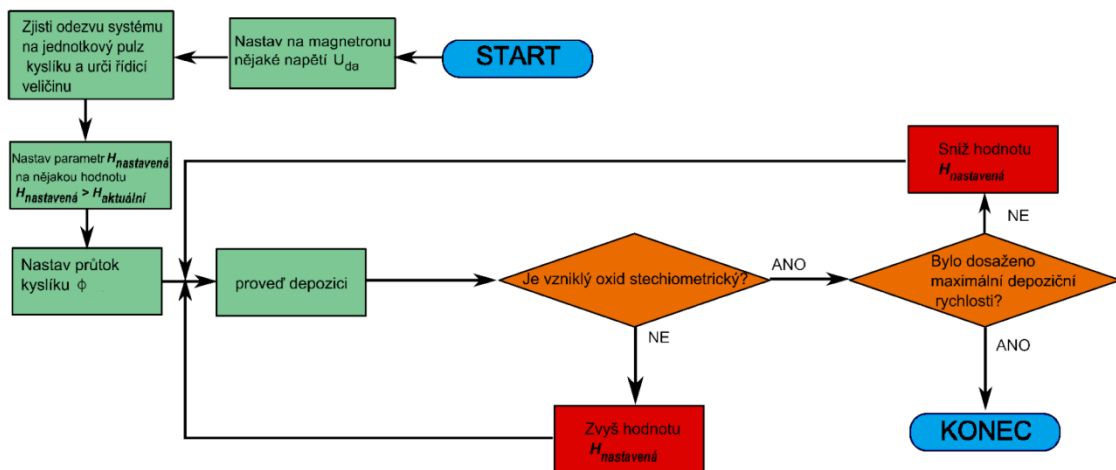 START
Nastav na magnetronu
nějaké napětí U_da
Zjisti odezvu systému
na jednotkový pulz
kyslíku a urči řídicí
veličinu
Nastav parametr H_nastavená
na nějakou hodnotu
H_nastavená > H_aktuální
Nastav průtok
kyslíku ϕ
proveď depozici
Je vzniklý oxid stechiometrický?
ANO
NE
Zvyš hodnotu
H_nastavená
Bylo dosaženo
maximální depoziční
rychlosti?
NE
Sniž hodnotu
H_nastavená
ANO
KONEC